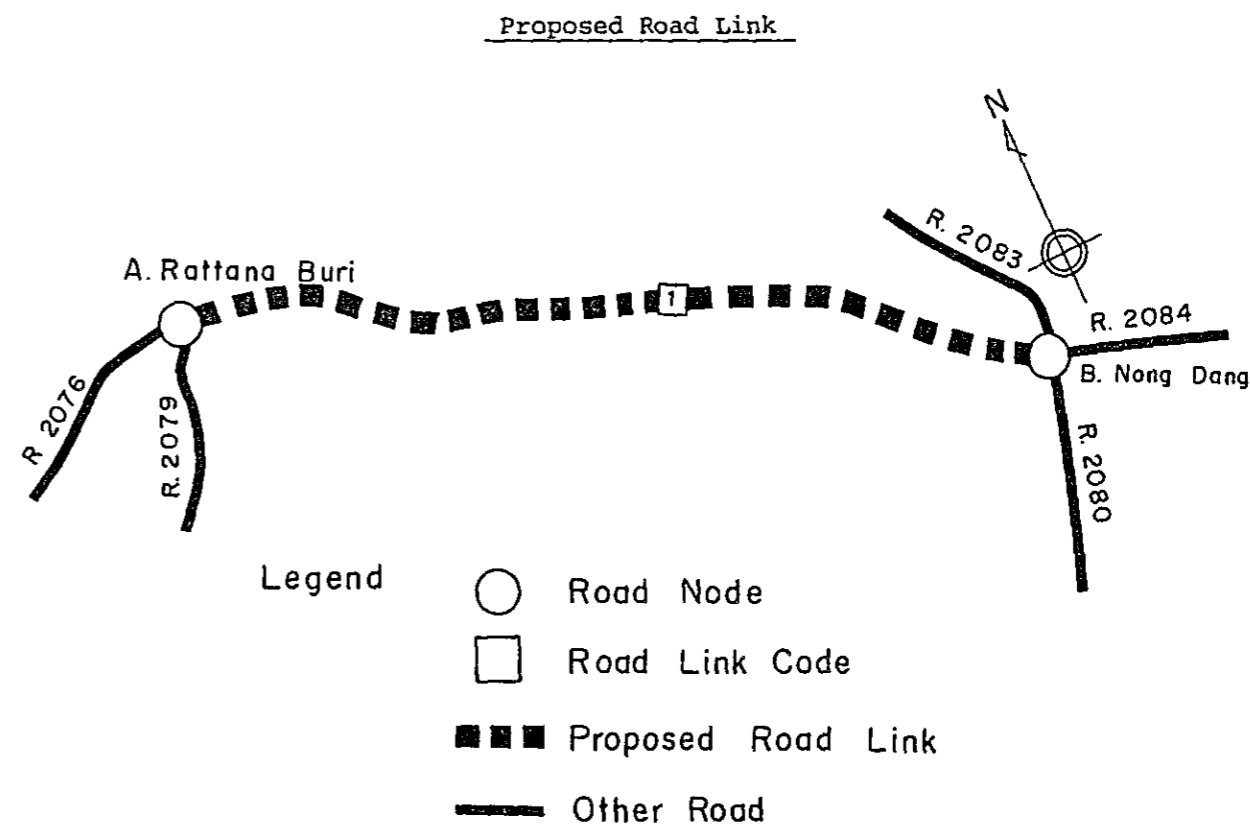 Proposed Road Link
N
R. 2083
A. Rattana Buri
1
R. 2084
B. Nong Dang
R 2076
R. 2079
R. 2080
Legend
Road Node
Road Link Code
Proposed Road Link
Other Road